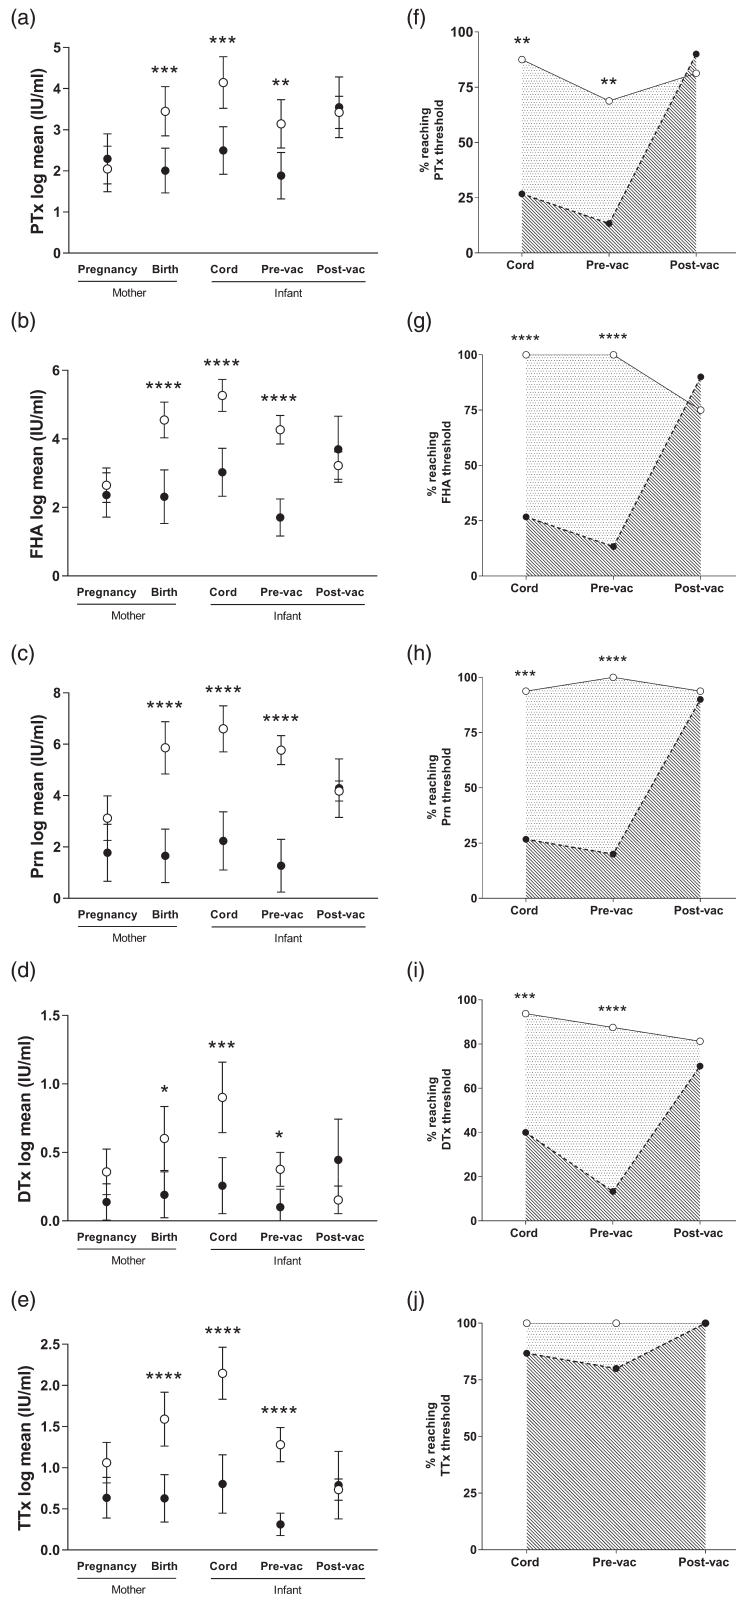 (a)
PTx log mean (IU/ml)
5
4
3
2
1
0
***
***
**
Pregnancy Birth Cord Pre-vac Post-vac
Mother Infant
(f)
% reaching
PTx threshold
100
75
50
25
0
**
**
Cord Pre-vac Post-vac
(b)
FHA log mean (IU/ml)
6
4
2
0
****
****
****
Pregnancy Birth Cord Pre-vac Post-vac
Mother Infant
(g)
% reaching
FHA threshold
100
75
50
25
0
****
****
Cord Pre-vac Post-vac
(c)
Prn log mean (IU/ml)
8
6
4
2
0
****
****
****
Pregnancy Birth Cord Pre-vac Post-vac
Mother Infant
(h)
% reaching
Prn threshold
100
75
50
25
0
***
****
Cord Pre-vac Post-vac
(d)
DTx log mean (IU/ml)
1.5
1.0
0.5
0.0
*
***
*
Pregnancy Birth Cord Pre-vac Post-vac
Mother Infant
(i)
% reaching
DTx threshold
100
80
60
40
20
0
***
****
Cord Pre-vac Post-vac
(e)
TTx log mean (IU/ml)
2.5
2.0
1.5
1.0
0.5
0.0
****
****
****
Pregnancy Birth Cord Pre-vac Post-vac
Mother Infant
(j)
% reaching
TTx threshold
100
75
50
25
0
Cord Pre-vac Post-vac